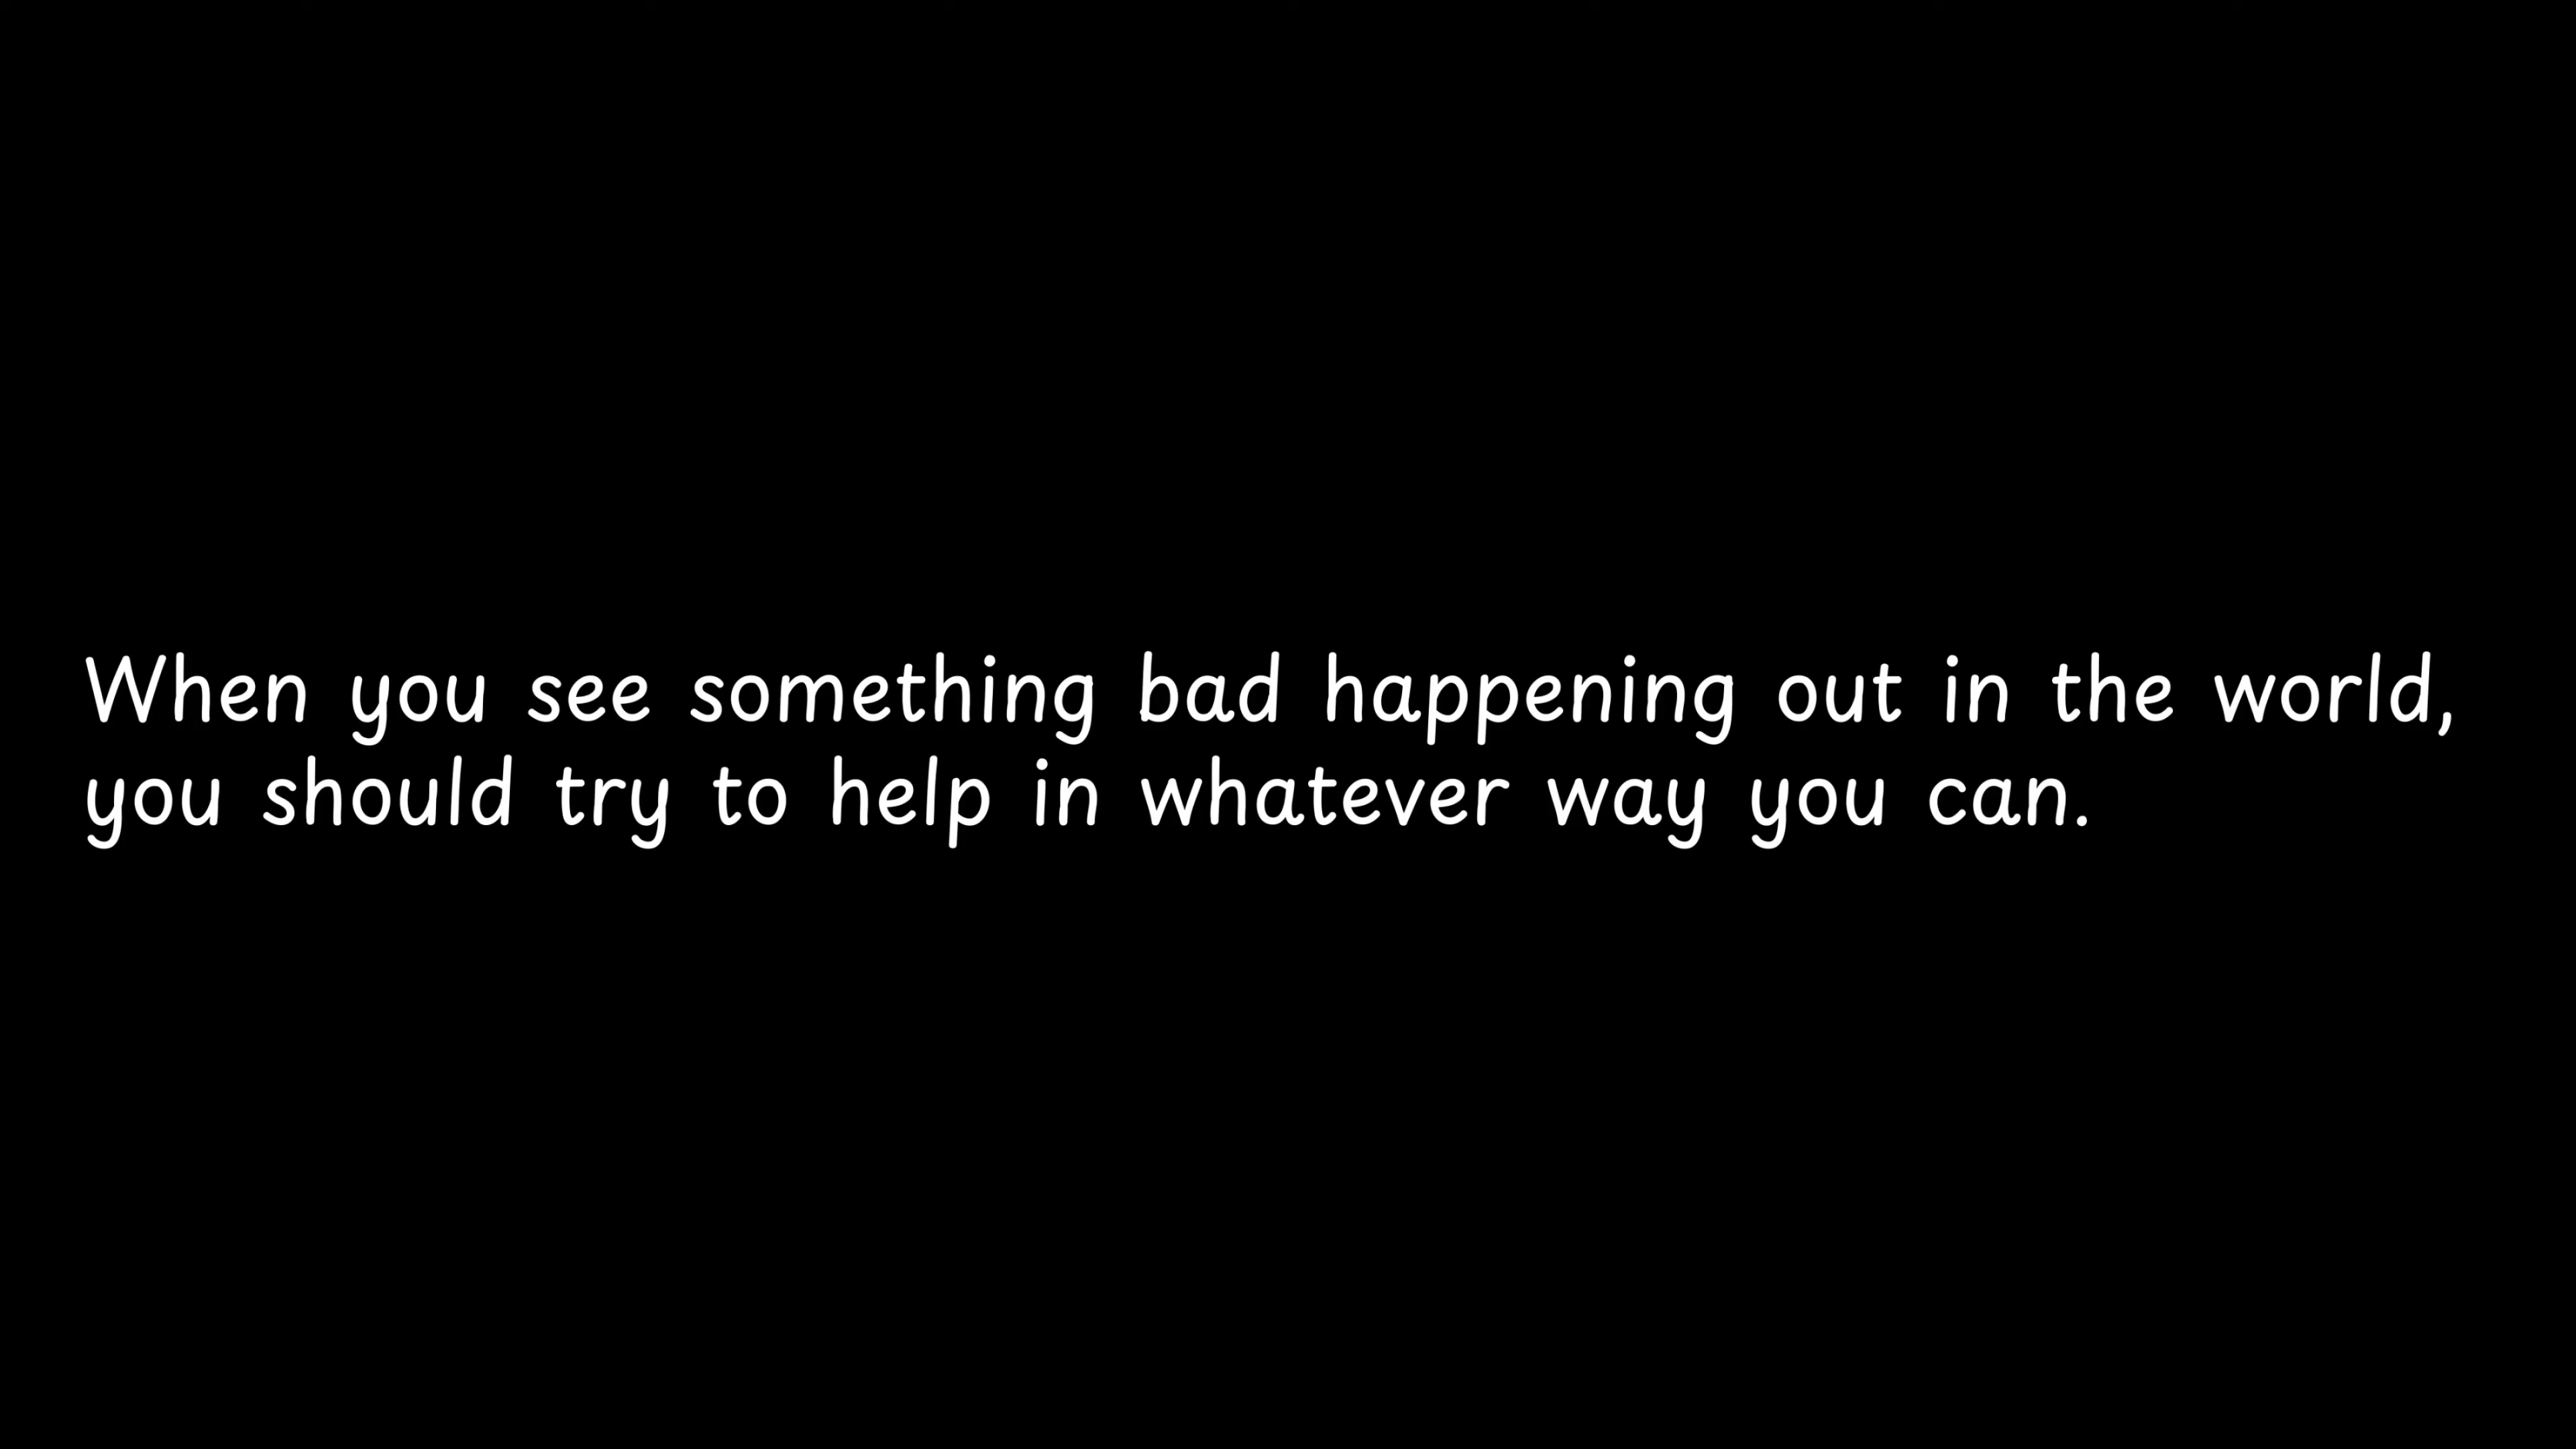 When you see something bad happening out in the world,
you should try to help in whatever way you can.